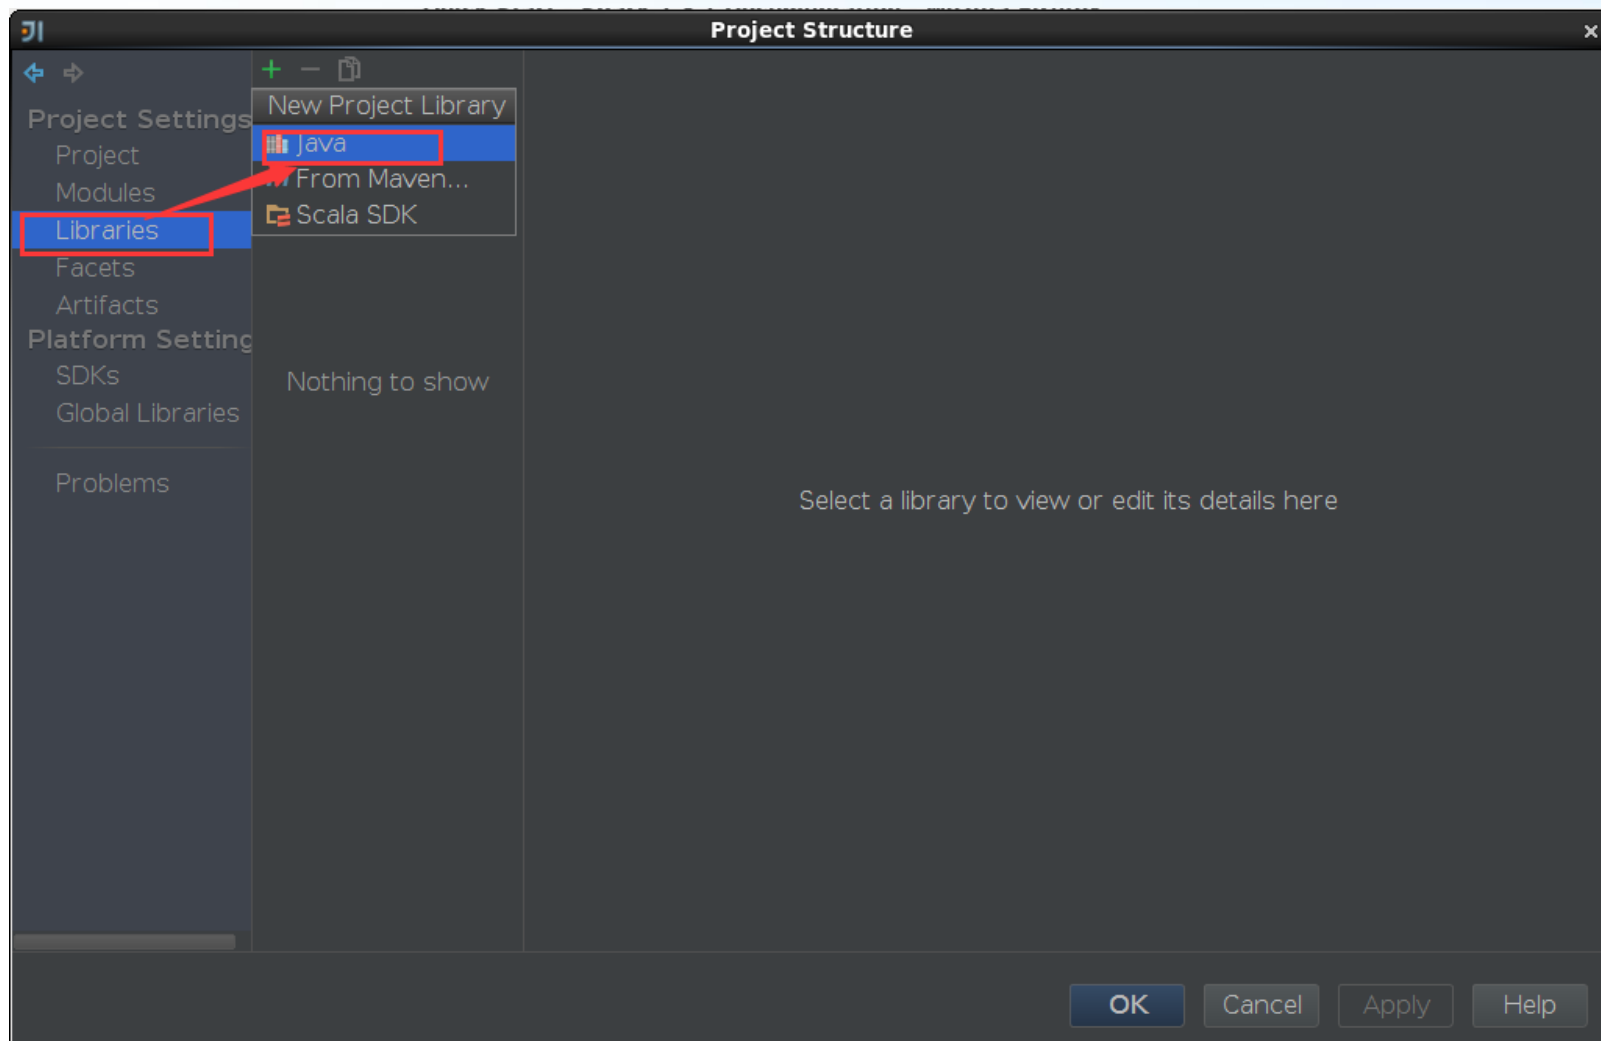 Project Structure
New Project Library
Project Settings
Java
Project
From Maven...
Modules
Scala SDK
Libraries
Facets
Artifacts
Platform Setting
SDKs
Nothing to show
Global Libraries
Problems
Select a library to view or edit its details here
OK
Cancel
Apply
Help